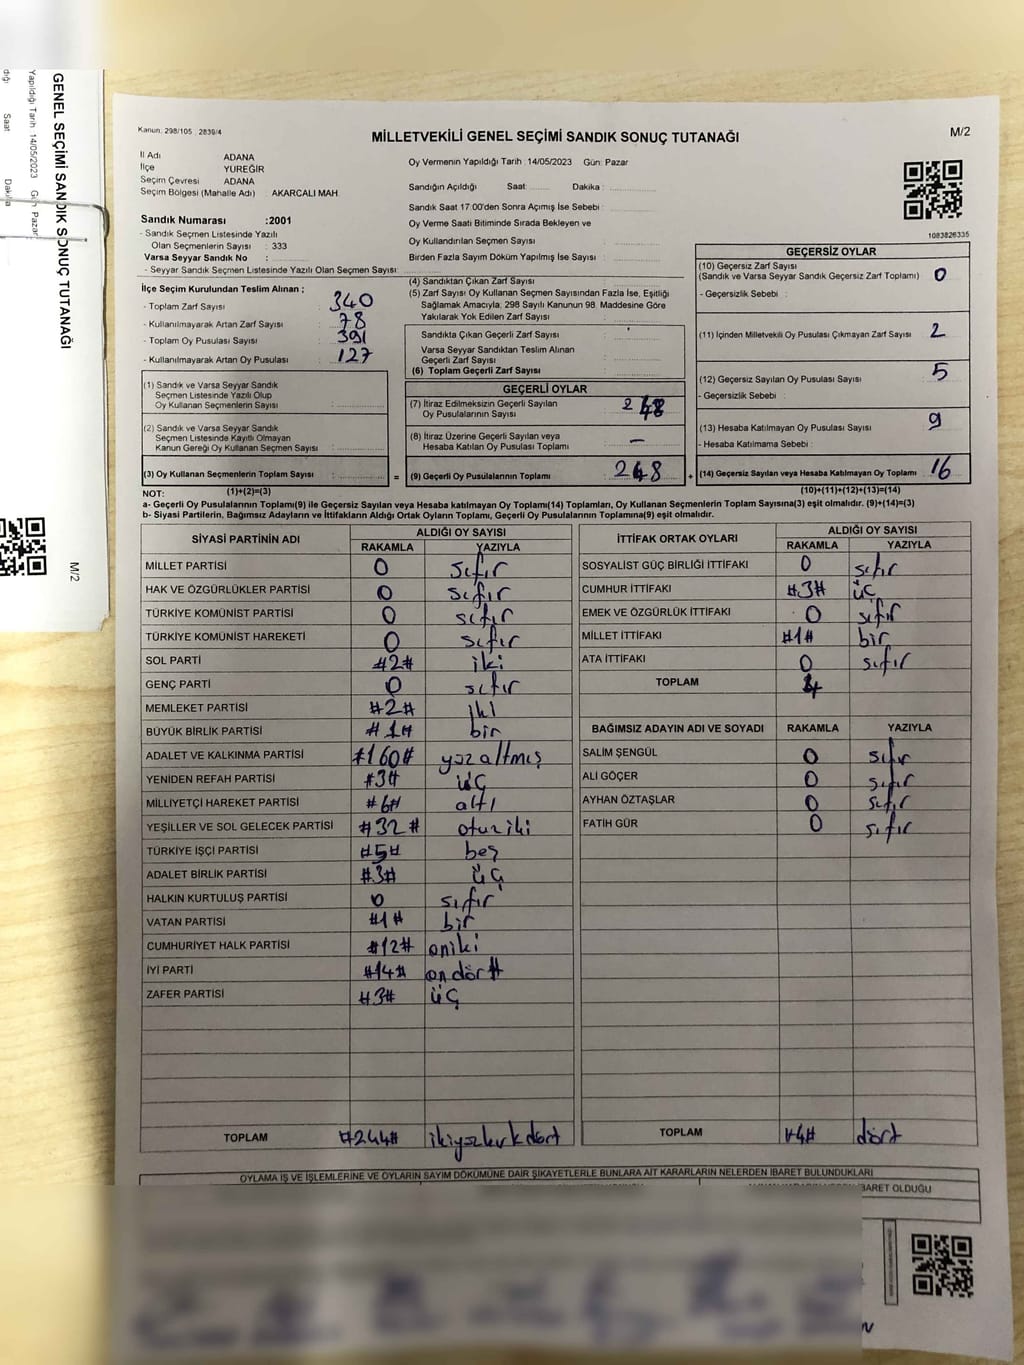 GENEL SEÇİMİ SANDIK SONUÇ TUTANAĞI
Yapıldığı Tarih :14/05/2023 Gün: Pazar
Saat
M/2
Kanun: 298/105 ; 2839/4
MİLLETVEKİLİ GENEL SEÇİMİ SANDIK SONUÇ TUTANAĞI
M/2
İl Adı ADANA
İlçe YUREĞİR
Seçim Çevresi ADANA
Seçim Bölgesi (Mahalle Adı) : AKARCALI MAH.
Sandık Numarası :2001
- Sandık Seçmen Listesinde Yazılı
Olan Seçmenlerin Sayısı : 333
Varsa Seyyar Sandık No :
- Seyyar Sandık Seçmen Listesinde Yazılı Olan Seçmen Sayısı:
Oy Vermenin Yapıldığı Tarih :14/05/2023 Gün: Pazar
Sandığın Açıldığı Saat: Dakika :
Sandık Saat 17:00'den Sonra Açımış İse Sebebi :
Oy Verme Saati Bitiminde Sırada Bekleyen ve
Oy Kullandırılan Seçmen Sayısı :
Birden Fazla Sayım Döküm Yapılmış İse Sayısı :
1083826335
İlçe Seçim Kurulundan Teslim Alınan ;
- Toplam Zarf Sayısı : 340
- Kullanılmayarak Artan Zarf Sayısı : 78
- Toplam Oy Pusulası Sayısı : 391
- Kullanılmayarak Artan Oy Pusulası : 127
(4) Sandıktan Çıkan Zarf Sayısı :
(5) Zarf Sayısı Oy Kullanan Seçmen Sayısından Fazla İse, Eşitliği
Sağlamak Amacıyla; 298 Sayılı Kanunun 98. Maddesine Göre
Yakılarak Yok Edilen Zarf Sayısı :
Sandıkta Çıkan Geçerli Zarf Sayısı :
Varsa Seyyar Sandıktan Teslim Alınan
Geçerli Zarf Sayısı :
(6) Toplam Geçerli Zarf Sayısı :
GEÇERSİZ OYLAR
(10) Geçersiz Zarf Sayısı
(Sandık ve Varsa Seyyar Sandık Geçersiz Zarf Toplamı) : 0
- Geçersizlik Sebebi :
(11) İçinden Milletvekili Oy Pusulası Çıkmayan Zarf Sayısı : 2
(12) Geçersiz Sayılan Oy Pusulası Sayısı : 5
- Geçersizlik Sebebi :
(13) Hesaba Katılmayan Oy Pusulası Sayısı : 9
- Hesaba Katılmama Sebebi :
(14) Geçersiz Sayılan veya Hesaba Katılmayan Oy Toplamı : 16
(10)+(11)+(12)+(13)=(14)
(1) Sandık ve Varsa Seyyar Sandık
Seçmen Listesinde Yazılı Olup
Oy Kullanan Seçmenlerin Sayısı :
(2) Sandık ve Varsa Seyyar Sandık
Seçmen Listesinde Kayıtlı Olmayan
Kanun Gereği Oy Kullanan Seçmen Sayısı :
(3) Oy Kullanan Seçmenlerin Toplam Sayısı : =
(1)+(2)=(3)
GEÇERLİ OYLAR
(7) İtiraz Edilmeksizin Geçerli Sayılan
Oy Pusulalarının Sayısı : 248
(8) İtiraz Üzerine Geçerli Sayılan veya
Hesaba Katılan Oy Pusulası Toplamı : –
(9) Geçerli Oy Pusulalarının Toplamı : 248 +
NOT:
a- Geçerli Oy Pusulalarının Toplamı(9) ile Geçersiz Sayılan veya Hesaba katılmayan Oy Toplamı(14) Toplamları, Oy Kullanan Seçmenlerin Toplam Sayısına(3) eşit olmalıdır. (9)+(14)=(3)
b- Siyasi Partilerin, Bağımsız Adayların ve İttifakların Aldığı Ortak Oyların Toplamı, Geçerli Oy Pusulalarının Toplamına(9) eşit olmalıdır.
SİYASİ PARTİNİN ADI ALDIĞI OY SAYISI
RAKAMLA YAZIYLA
MİLLET PARTİSİ 0 sıfır
HAK VE ÖZGÜRLÜKLER PARTİSİ 0 sıfır
TÜRKİYE KOMÜNİST PARTİSİ 0 sıfır
TÜRKİYE KOMÜNİST HAREKETİ 0 sıfır
SOL PARTİ #2# iki
GENÇ PARTİ 0 sıfır
MEMLEKET PARTİSİ #2# iki
BÜYÜK BİRLİK PARTİSİ #1# bir
ADALET VE KALKINMA PARTİSİ #160# yüzaltmış
YENİDEN REFAH PARTİSİ #3# üç
MİLLİYETÇİ HAREKET PARTİSİ #6# altı
YEŞİLLER VE SOL GELECEK PARTİSİ #32# otuziki
TÜRKİYE İŞÇİ PARTİSİ #5# beş
ADALET BİRLİK PARTİSİ #3# üç
HALKIN KURTULUŞ PARTİSİ 0 sıfır
VATAN PARTİSİ #1# bir
CUMHURİYET HALK PARTİSİ #12# oniki
İYİ PARTİ #14# ondört
ZAFER PARTİSİ #3# üç
TOPLAM #244# ikiyüzkırkdört
İTTİFAK ORTAK OYLARI ALDIĞI OY SAYISI
RAKAMLA YAZIYLA
SOSYALİST GÜÇ BİRLİĞİ İTTİFAKI 0 sıfır
CUMHUR İTTİFAKI #3# üç
EMEK VE ÖZGÜRLÜK İTTİFAKI 0 sıfır
MİLLET İTTİFAKI #1# bir
ATA İTTİFAKI 0 sıfır
TOPLAM 4
BAĞIMSIZ ADAYIN ADI VE SOYADI RAKAMLA YAZIYLA
SALİM ŞENGÜL 0 sıfır
ALİ GÖÇER 0 sıfır
AYHAN ÖZTAŞLAR 0 sıfır
FATİH GÜR 0 sıfır
TOPLAM #4# dört
OYLAMA İŞ VE İŞLEMLERİNE VE OYLARIN SAYIM DÖKÜMÜNE DAİR ŞİKAYETLERLE BUNLARA AİT KARARLARIN NELERDEN İBARET BULUNDUKLARI
BARET OLDUĞU